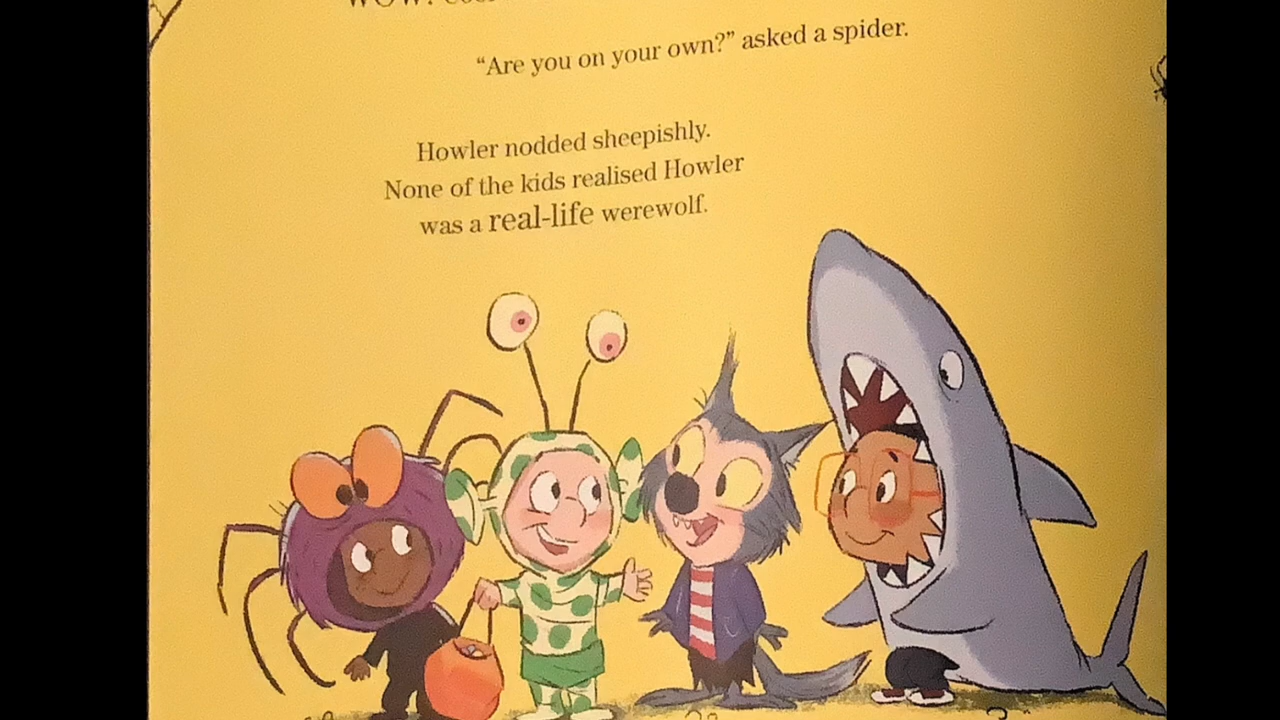 “Are you on your own?” asked a spider.
Howler nodded sheepishly.
None of the kids realised Howler
was a real-life werewolf.